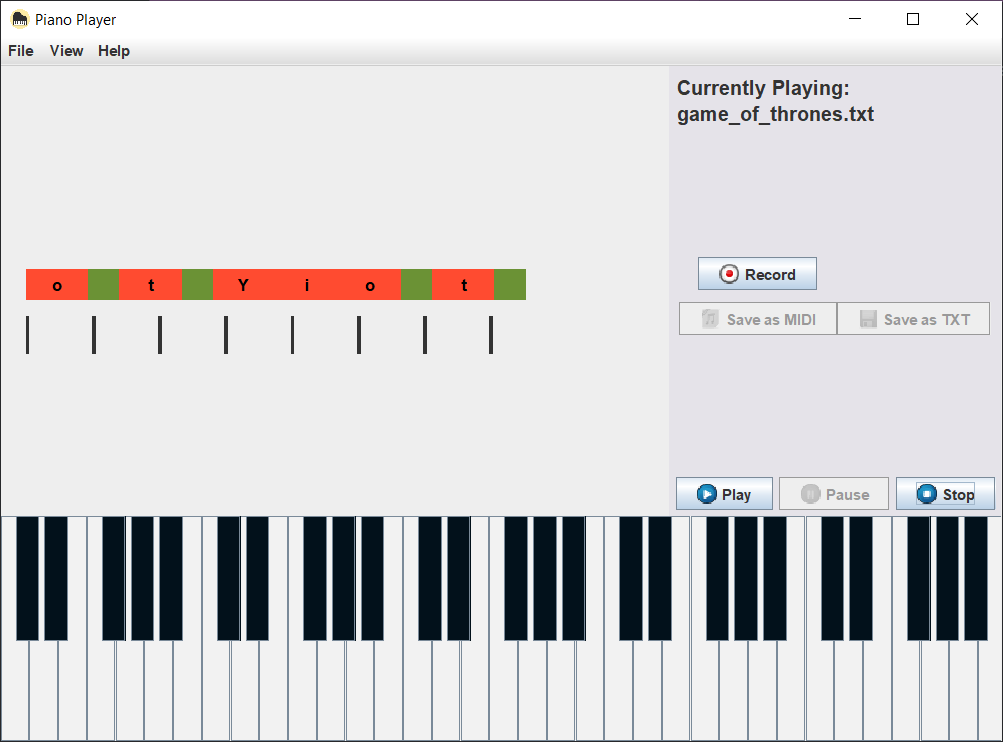 Piano Player
File View Help
Currently Playing:
game_of_thrones.txt
o t Y i o t
Record
Save as MIDI Save as TXT
Play Pause Stop